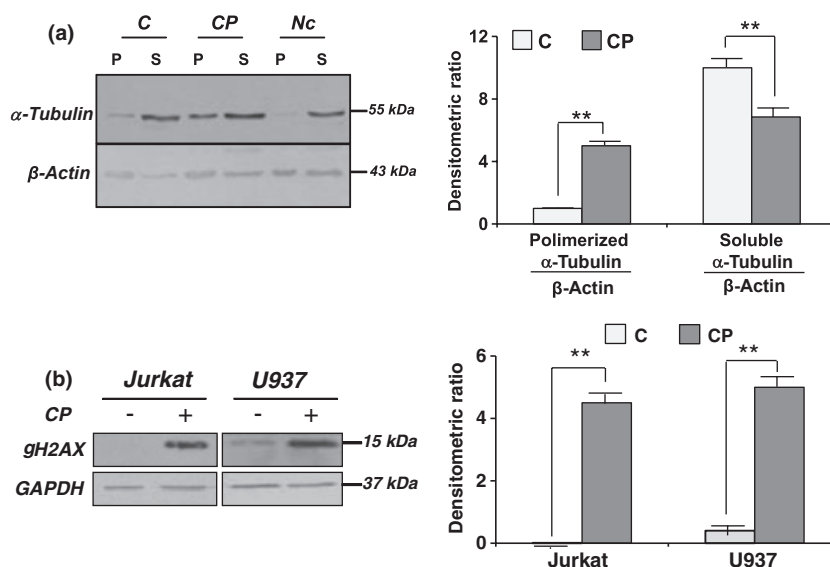 (a)
C CP Nc
P S P S P S
α-Tubulin
55 kDa
β-Actin
43 kDa
C CP
Densitometric ratio
12
8
4
0
**
**
Polimerized
α-Tubulin
β-Actin
Soluble
α-Tubulin
β-Actin
(b)
Jurkat U937
CP - + - +
gH2AX
15 kDa
GAPDH
37 kDa
C CP
Densitometric ratio
6
4
2
0
**
**
Jurkat U937